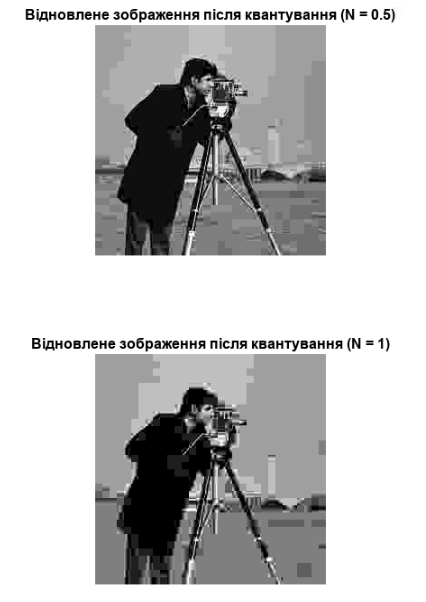 Відновлене зображення після квантування (N = 0.5)
Відновлене зображення після квантування (N = 1)